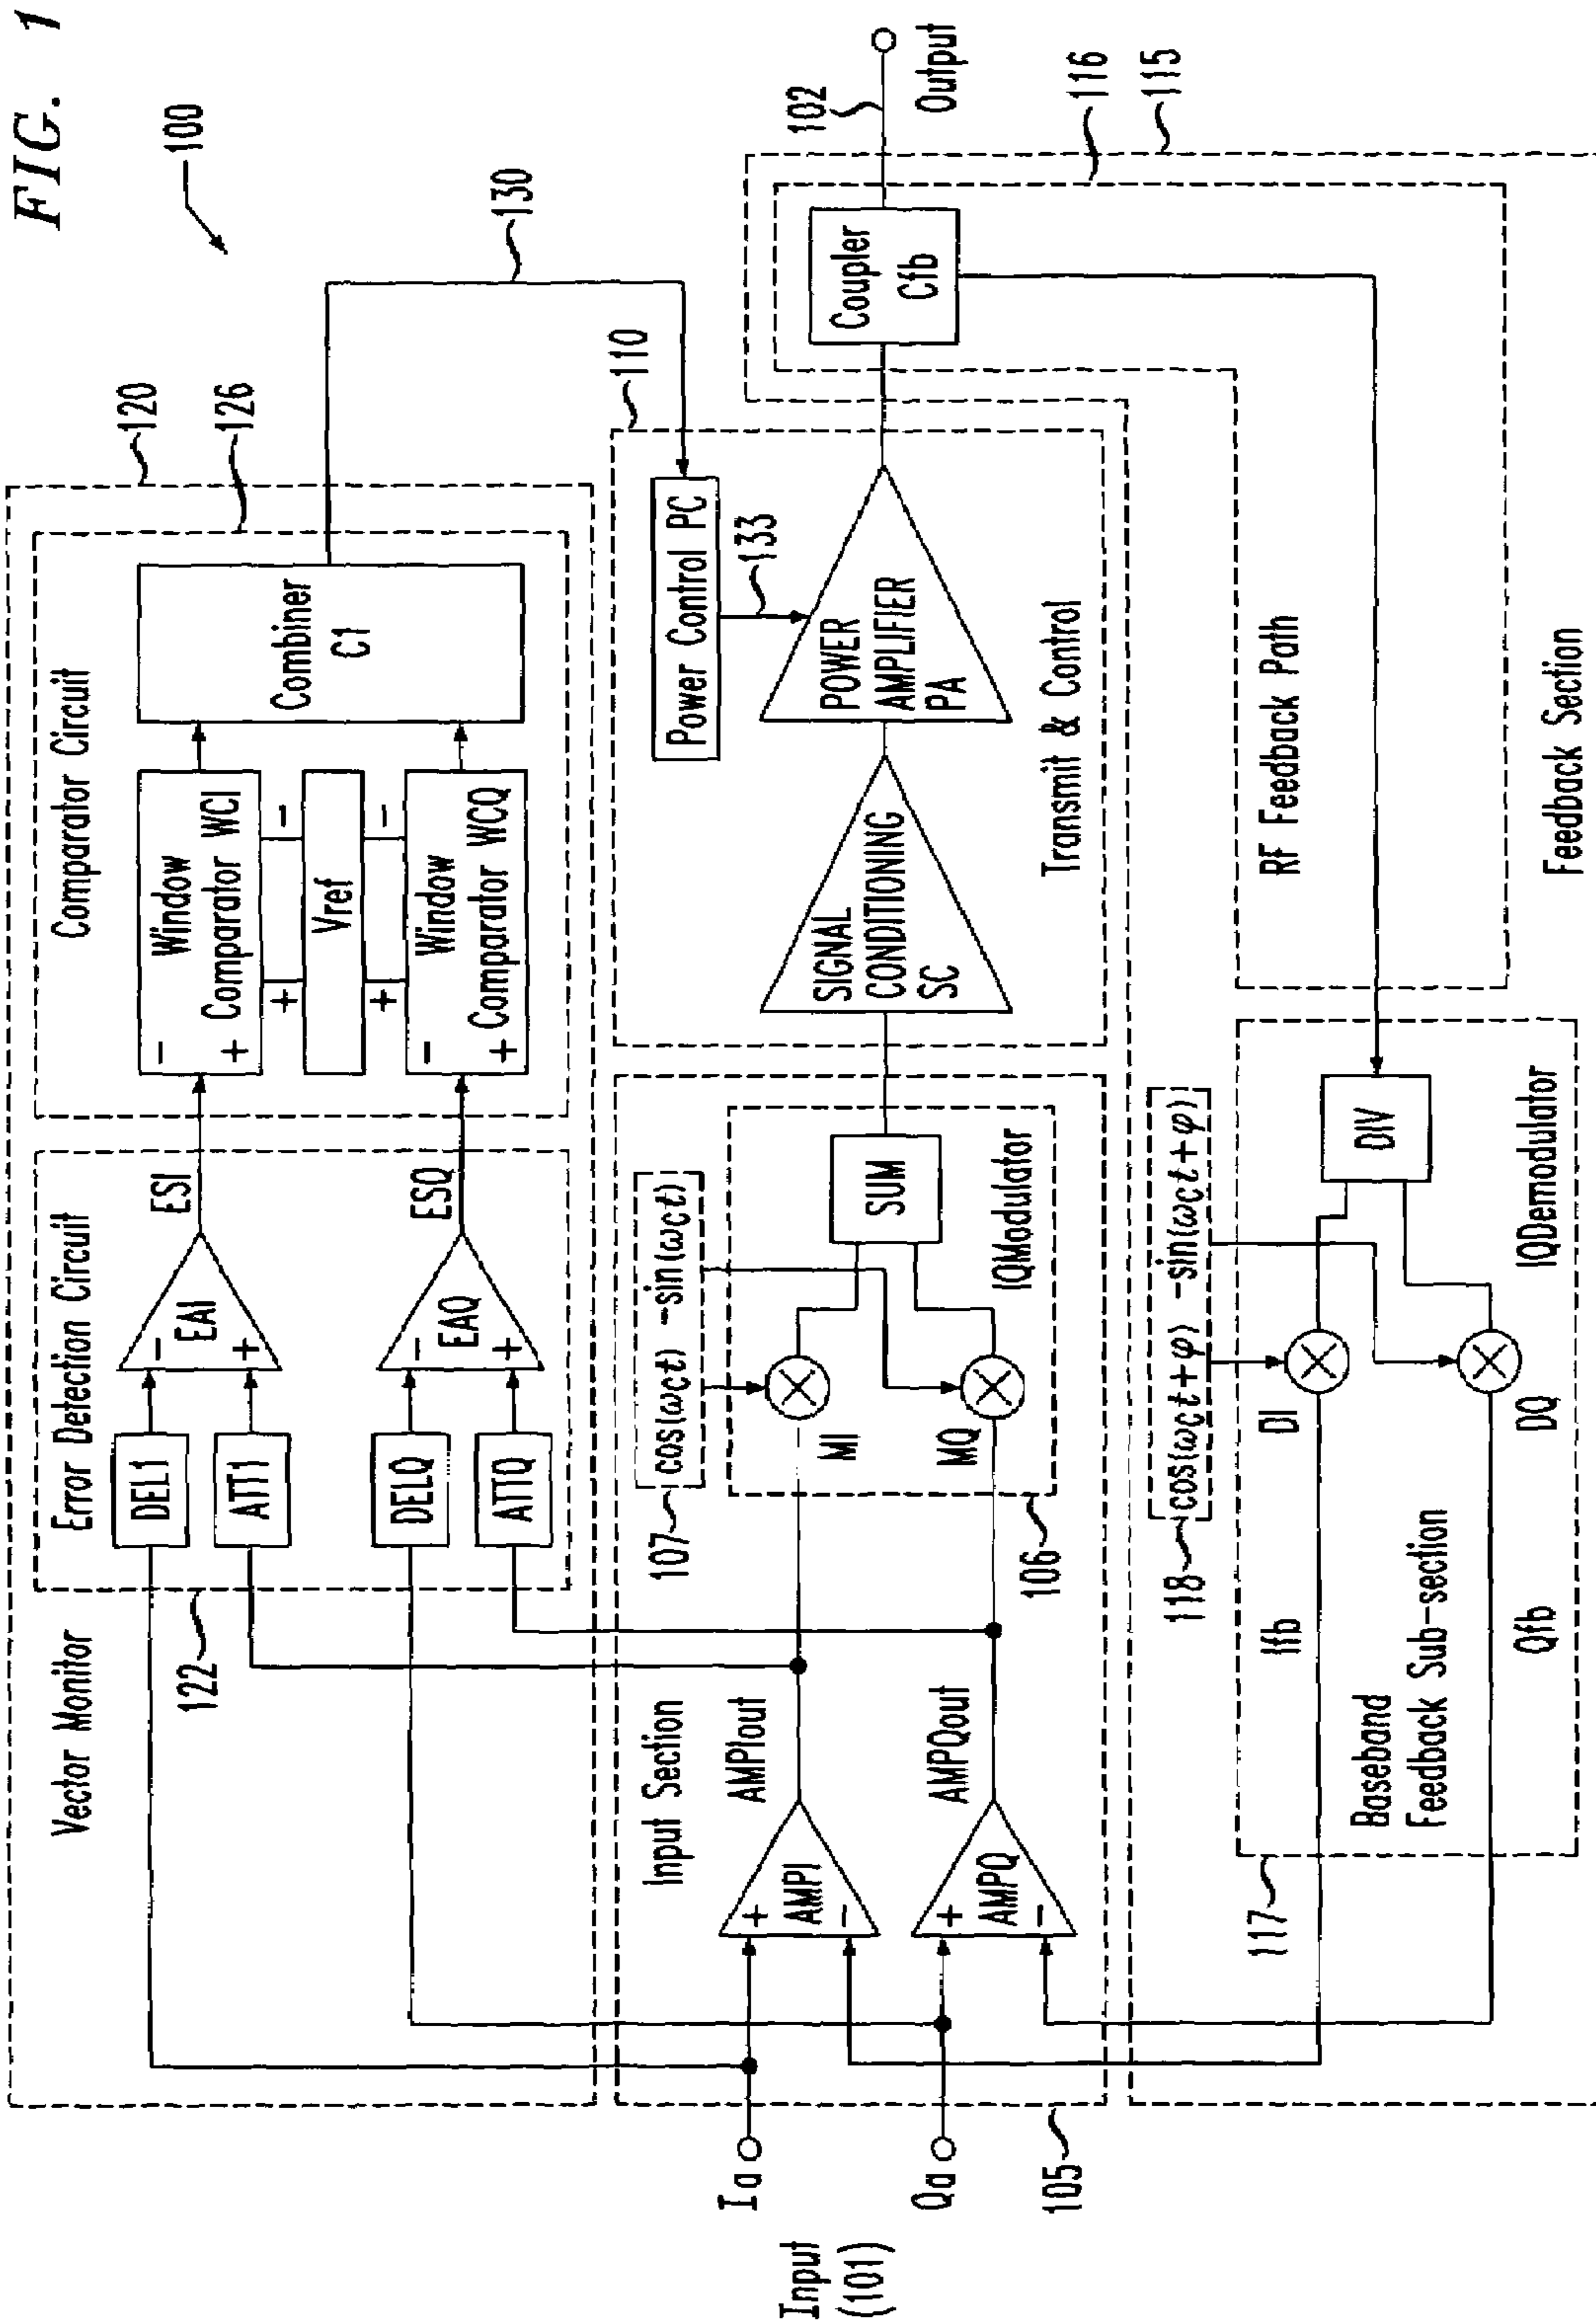 FIG. 1
100
Vector Monitor
120
126
122
Error Detection Circuit
DEL1
ATT1
DELQ
ATTQ
-
EAI
+
-
EAQ
+
ESI
ESQ
Comparator Circuit
-
Window
+ Comparator WCI
+ -
Vref
+ -
-
Window
+ Comparator WCQ
Combiner
C1
130
Input
(101)
Ia
Qa
105
Input Section
+
AMPI
-
+
AMPQ
-
AMPIout
AMPQout
107
cos(ωct) -sin(ωct)
MI
MQ
SUM
IQModulator
106
110
Power Control PC
133
SIGNAL
CONDITIONING
SC
POWER
AMPLIFIER
PA
Transmit & Control
Coupler
Cfb
102
Output
116
115
RF Feedback Path
Feedback Section
118
cos(ωct+φ) -sin(ωct+φ)
DI
DQ
DIV
IQDemodulator
117
Ifb
Baseband
Feedback Sub-section
Qfb